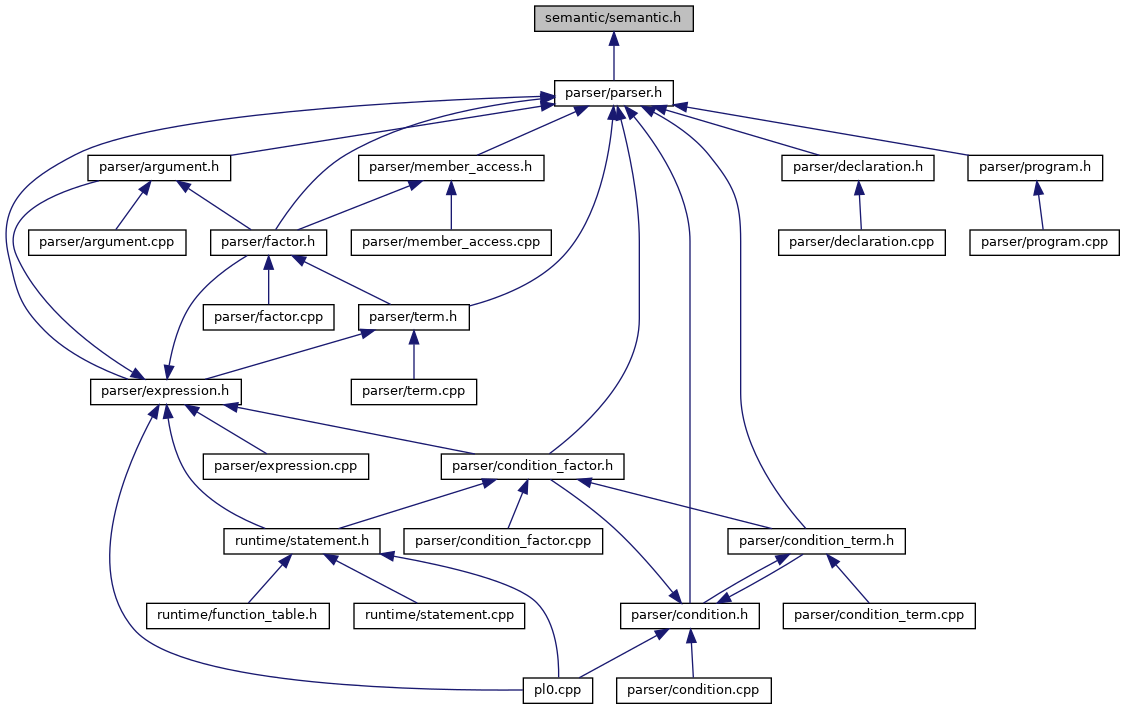 semantic/semantic.h
parser/parser.h
parser/argument.h
parser/member_access.h
parser/declaration.h
parser/program.h
parser/argument.cpp
parser/factor.h
parser/member_access.cpp
parser/declaration.cpp
parser/program.cpp
parser/factor.cpp
parser/term.h
parser/expression.h
parser/term.cpp
parser/expression.cpp
parser/condition_factor.h
runtime/statement.h
parser/condition_factor.cpp
parser/condition_term.h
runtime/function_table.h
runtime/statement.cpp
parser/condition.h
parser/condition_term.cpp
pl0.cpp
parser/condition.cpp